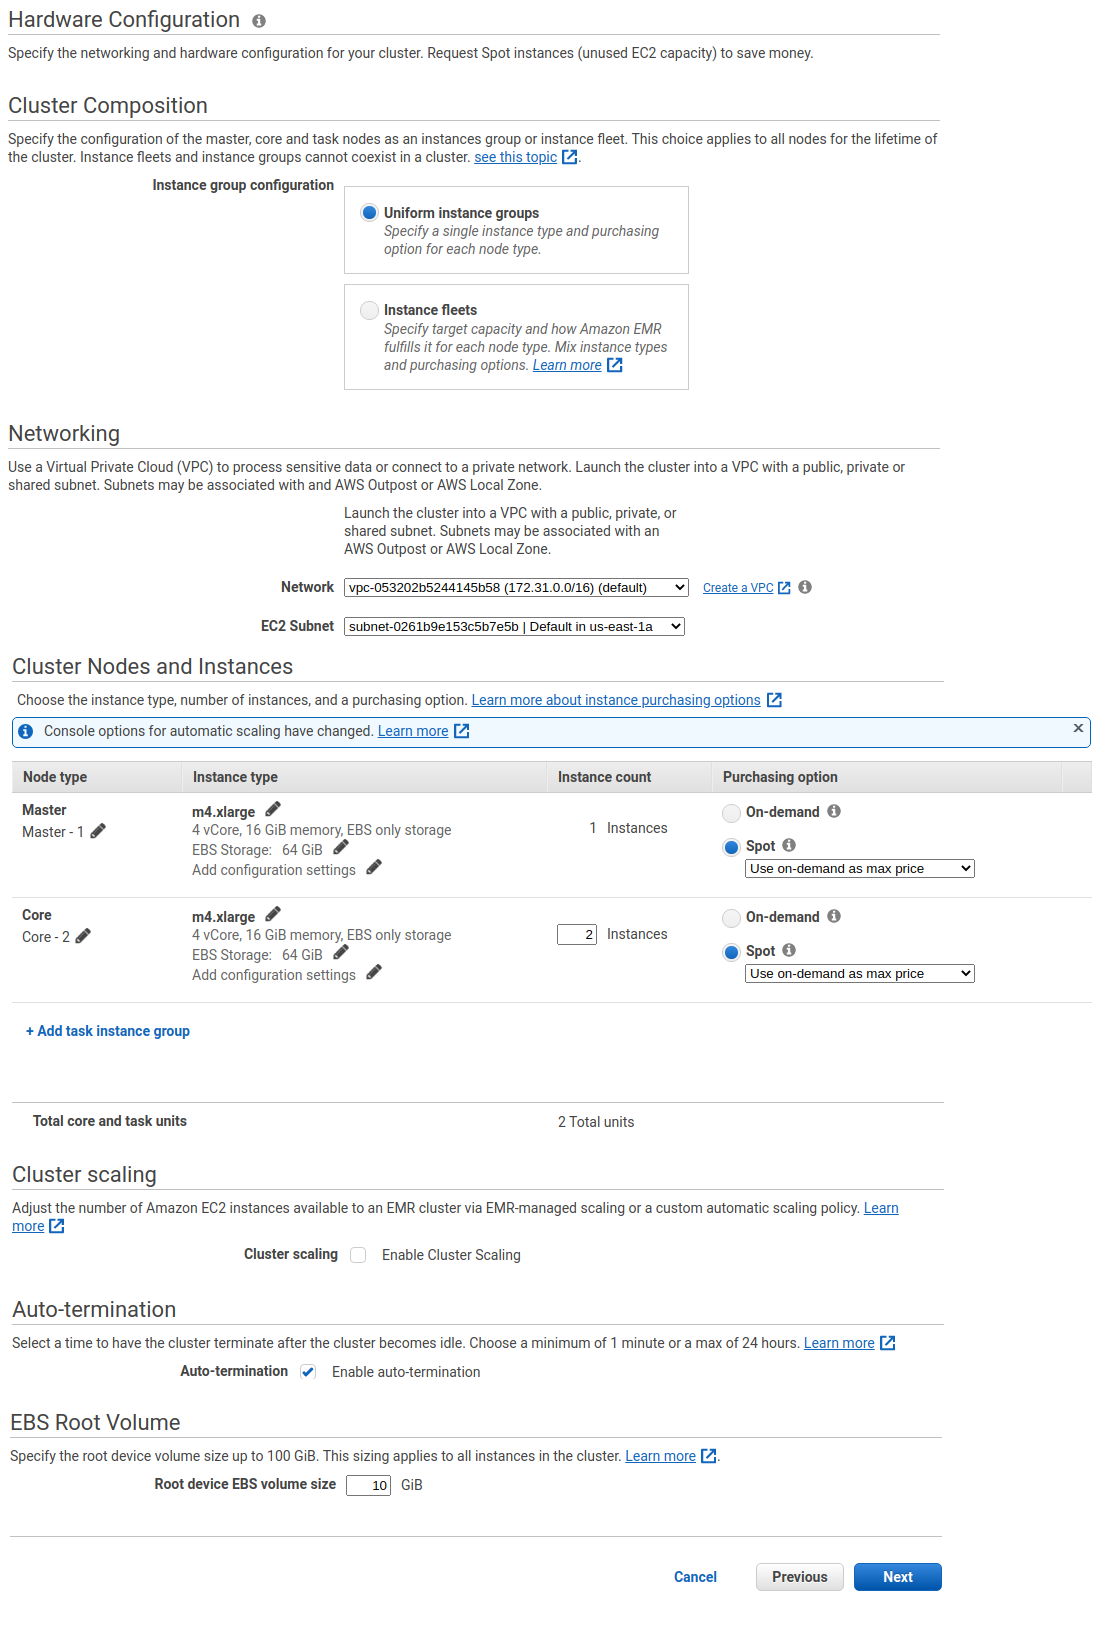 Hardware Configuration
Specify the networking and hardware configuration for your cluster. Request Spot instances (unused EC2 capacity) to save money.
Cluster Composition
Specify the configuration of the master, core and task nodes as an instances group or instance fleet. This choice applies to all nodes for the lifetime of
the cluster. Instance fleets and instance groups cannot coexist in a cluster. see this topic.
Instance group configuration
Uniform instance groups
Specify a single instance type and purchasing
option for each node type.
Instance fleets
Specify target capacity and how Amazon EMR
fulfills it for each node type. Mix instance types
and purchasing options. Learn more
Networking
Use a Virtual Private Cloud (VPC) to process sensitive data or connect to a private network. Launch the cluster into a VPC with a public, private or
shared subnet. Subnets may be associated with and AWS Outpost or AWS Local Zone.
Launch the cluster into a VPC with a public, private, or
shared subnet. Subnets may be associated with an
AWS Outpost or AWS Local Zone.
Network vpc-053202b5244145b58 (172.31.0.0/16) (default) Create a VPC
EC2 Subnet subnet-0261b9e153c5b7e5b | Default in us-east-1a
Cluster Nodes and Instances
Choose the instance type, number of instances, and a purchasing option. Learn more about instance purchasing options
Console options for automatic scaling have changed. Learn more
Node type Instance type Instance count Purchasing option
Master
Master - 1
m4.xlarge
4 vCore, 16 GiB memory, EBS only storage
EBS Storage: 64 GiB
Add configuration settings
1 Instances
On-demand
Spot
Use on-demand as max price
Core
Core - 2
m4.xlarge
4 vCore, 16 GiB memory, EBS only storage
EBS Storage: 64 GiB
Add configuration settings
2 Instances
On-demand
Spot
Use on-demand as max price
+ Add task instance group
Total core and task units 2 Total units
Cluster scaling
Adjust the number of Amazon EC2 instances available to an EMR cluster via EMR-managed scaling or a custom automatic scaling policy. Learn
more
Cluster scaling Enable Cluster Scaling
Auto-termination
Select a time to have the cluster terminate after the cluster becomes idle. Choose a minimum of 1 minute or a max of 24 hours. Learn more
Auto-termination Enable auto-termination
EBS Root Volume
Specify the root device volume size up to 100 GiB. This sizing applies to all instances in the cluster. Learn more.
Root device EBS volume size 10 GiB
Cancel Previous Next